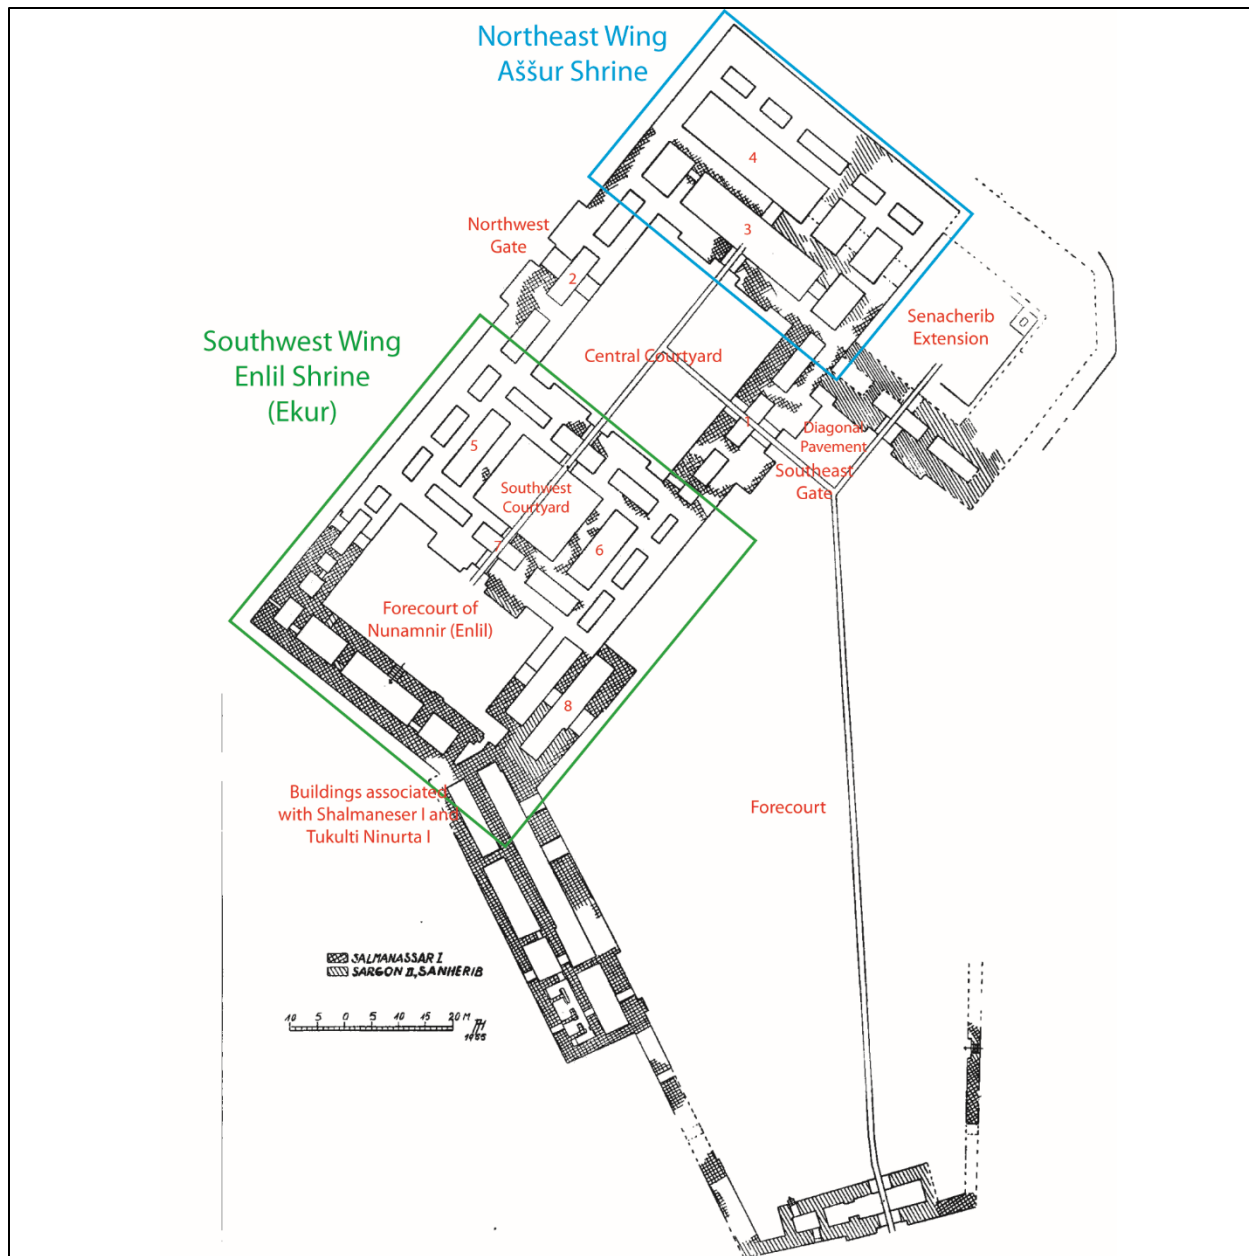 Northeast Wing
Aššur Shrine
4
3
Northwest
Gate
2
Senacherib
Extension
Southwest Wing
Enlil Shrine
(Ekur)
Central Courtyard
1
Diagonal
Pavement
Southeast
Gate
5
Southwest
Courtyard
6
7
Forecourt of
Nunamnir (Enlil)
8
Buildings associated
with Shalmaneser I and
Tukulti Ninurta I
Forecourt
SALMANASSAR I
SARGON II., SANHERIB
10 5 0 5 10 15 20 M
1955